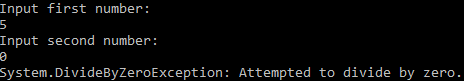 Input first number:
5
Input second number:
0
System.DivideByZeroException: Attempted to divide by zero.